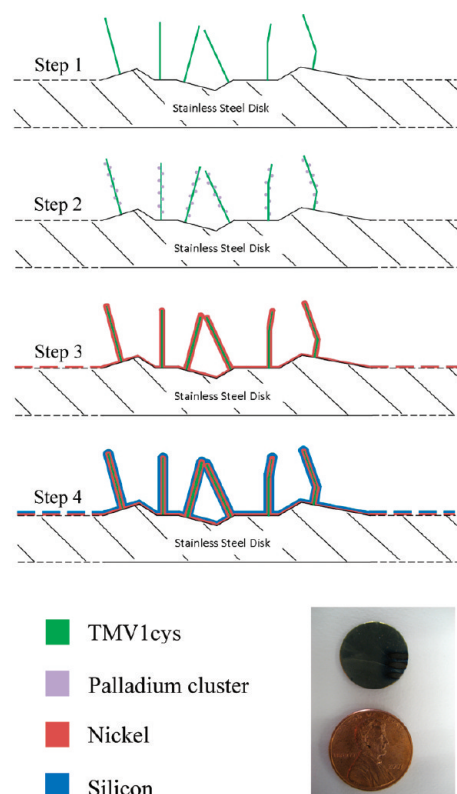 Step 1
Stainless Steel Disk
Step 2
Stainless Steel Disk
Step 3
Stainless Steel Disk
Step 4
Stainless Steel Disk
TMV1cys
Palladium cluster
Nickel
Silicon